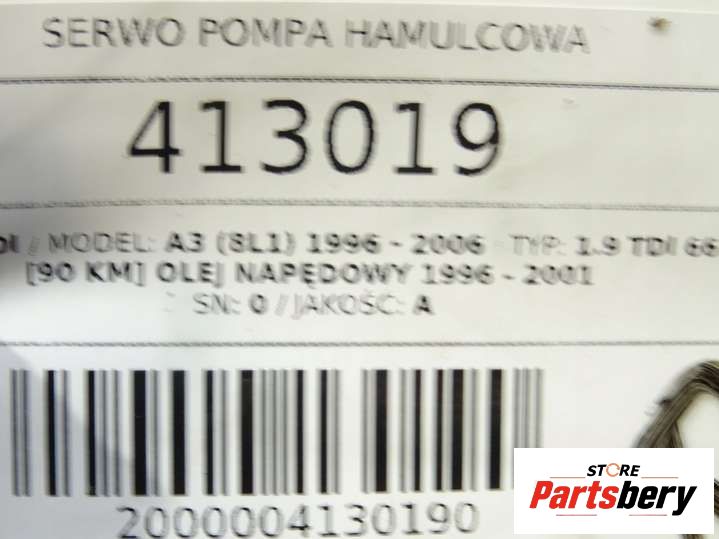 SERWO POMPA HAMULCOWA
413019
/ MODEL: A3 (8L1) 1996 - 2006 TYP: 1.9 TDI 66
[90 KM] OLEJ NAPĘDOWY 1996 - 2001
SN: 0 / JAKOŚĆ: A
2000004130190
STORE
Partsbery